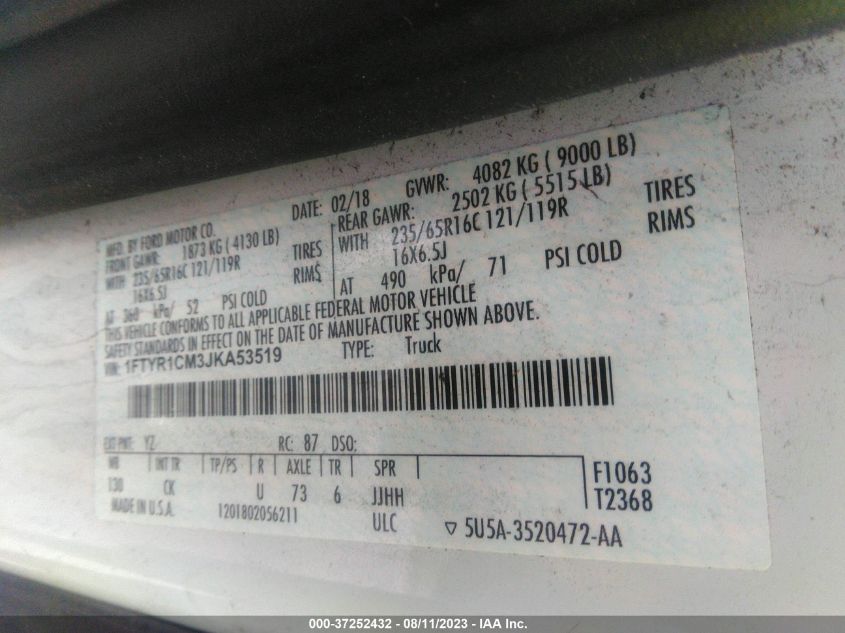 MFD. BY FORD MOTOR CO.
DATE: 02/18
GVWR: 4082 KG ( 9000 LB)
FRONT GAWR: 1873 KG ( 4130 LB)
REAR GAWR: 2502 KG ( 5515 LB)
WITH 235/65R16C 121/119R TIRES
WITH 235/65R16C 121/119R TIRES
16X6.5J RIMS
16X6.5J RIMS
AT 360 kPa/ 52 PSI COLD
AT 490 kPa/ 71 PSI COLD
THIS VEHICLE CONFORMS TO ALL APPLICABLE FEDERAL MOTOR VEHICLE
SAFETY STANDARDS IN EFFECT ON THE DATE OF MANUFACTURE SHOWN ABOVE.
VIN: 1FTYR1CM3JKA53519
TYPE: Truck
EXT PNT: YZ RC: 87 DSO:
WB INT TR TP/PS R AXLE TR SPR
130 CK U 73 6 JJHH
F1063
T2368
MADE IN U.S.A. 1201802056211 ULC
▽ 5U5A-3520472-AA
000-37252432 - 08/11/2023 - IAA Inc.